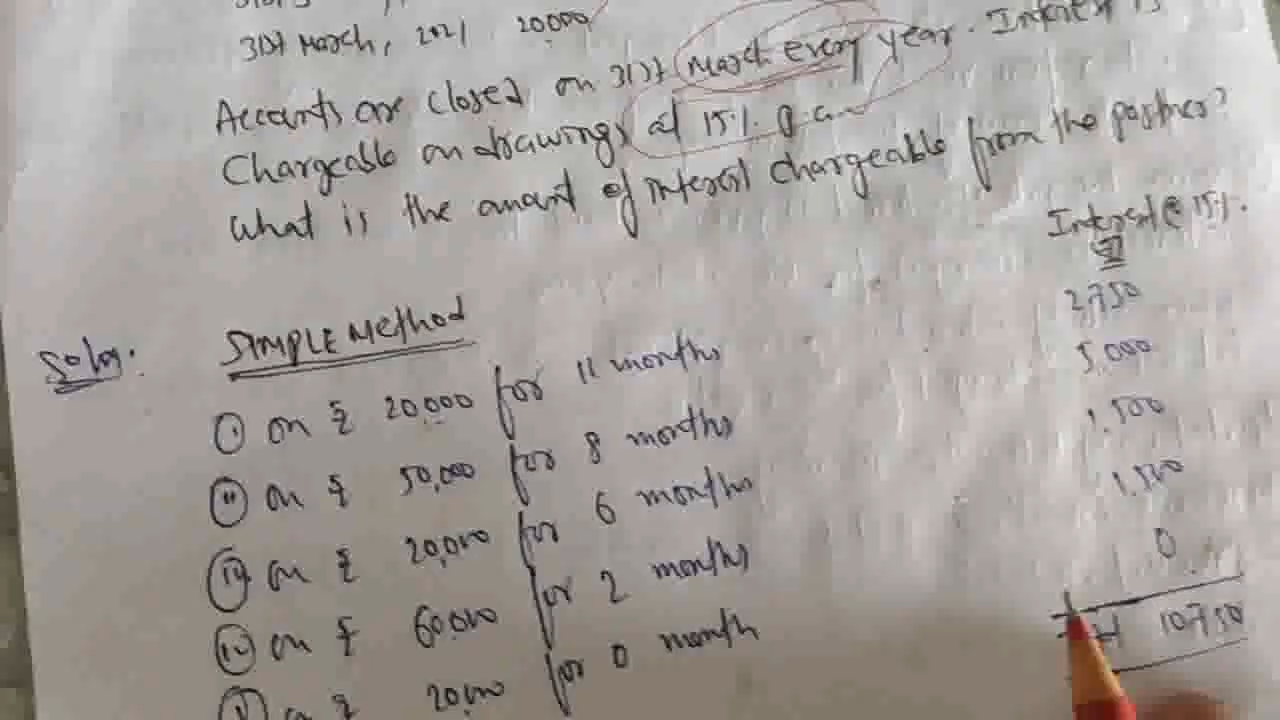 31st March, 2021 20,000
Accounts are closed on 31st March every year. Interest is
Chargeable on drawings at 15%. p.a
What is the amount of interest chargeable from the partner?
Interest@ 15%.
Soln. SIMPLE Method
① on ₹ 20,000 for 11 months 2,750
⑪ on ₹ 50,000 for 8 months 5,000
on ₹ 20,000 for 6 months 1,500
on ₹ 60,000 for 2 months 1,500
on ₹ 20,000 for 0 month 0
10,750